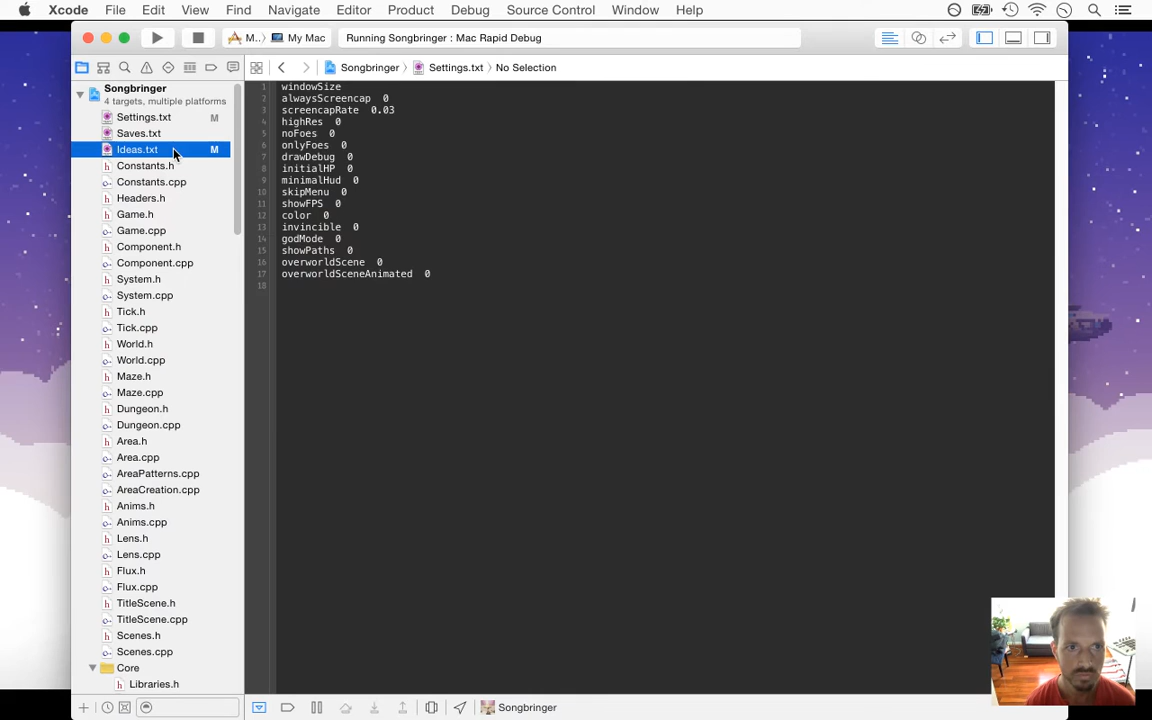 Xcode File Edit View Find Navigate Editor Product Debug Source Control Window Help
M.. My Mac Running Songbringer : Mac Rapid Debug
Songbringer Settings.txt No Selection
Songbringer
4 targets, multiple platforms
Settings.txt M
Saves.txt
Ideas.txt M
Constants.h
Constants.cpp
Headers.h
Game.h
Game.cpp
Component.h
Component.cpp
System.h
System.cpp
Tick.h
Tick.cpp
World.h
World.cpp
Maze.h
Maze.cpp
Dungeon.h
Dungeon.cpp
Area.h
Area.cpp
AreaPatterns.cpp
AreaCreation.cpp
Anims.h
Anims.cpp
Lens.h
Lens.cpp
Flux.h
Flux.cpp
TitleScene.h
TitleScene.cpp
Scenes.h
Scenes.cpp
Core
Libraries.h
1 windowSize
2 alwaysScreencap 0
3 screencapRate 0.03
4 highRes 0
5 noFoes 0
6 onlyFoes 0
7 drawDebug 0
8 initialHP 0
9 minimalHud 0
10 skipMenu 0
11 showFPS 0
12 color 0
13 invincible 0
14 godMode 0
15 showPaths 0
16 overworldScene 0
17 overworldSceneAnimated 0
18
Songbringer